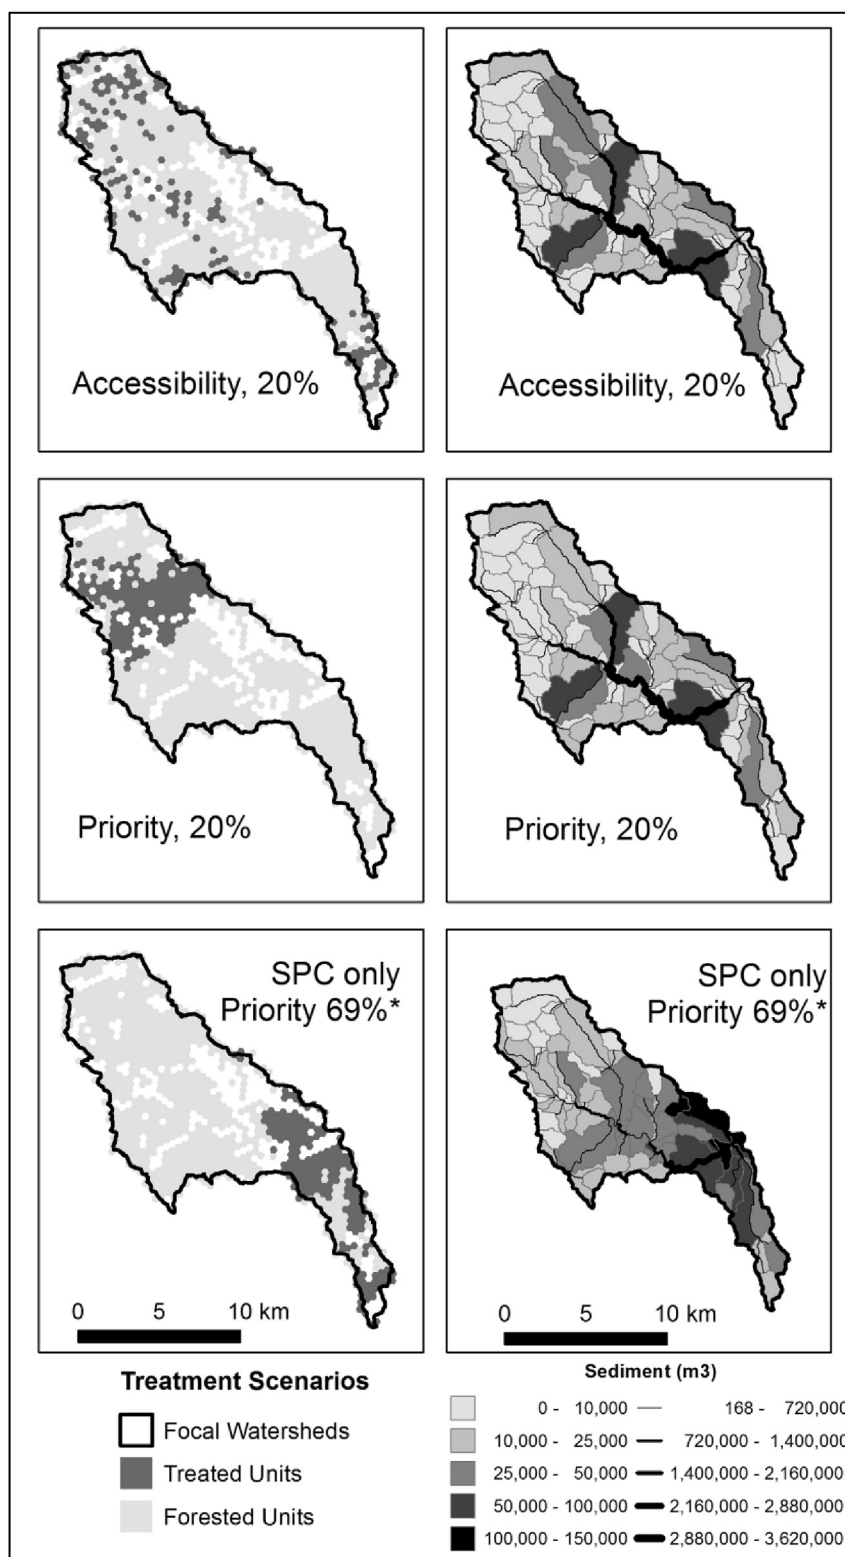 Accessibility, 20%
Accessibility, 20%
Priority, 20%
Priority, 20%
SPC only
Priority 69%*
SPC only
Priority 69%*
0 5 10 km
0 5 10 km
Treatment Scenarios
Focal Watersheds
Treated Units
Forested Units
Sediment (m3)
0 - 10,000 168 - 720,000
10,000 - 25,000 720,000 - 1,400,000
25,000 - 50,000 1,400,000 - 2,160,000
50,000 - 100,000 2,160,000 - 2,880,000
100,000 - 150,000 2,880,000 - 3,620,000